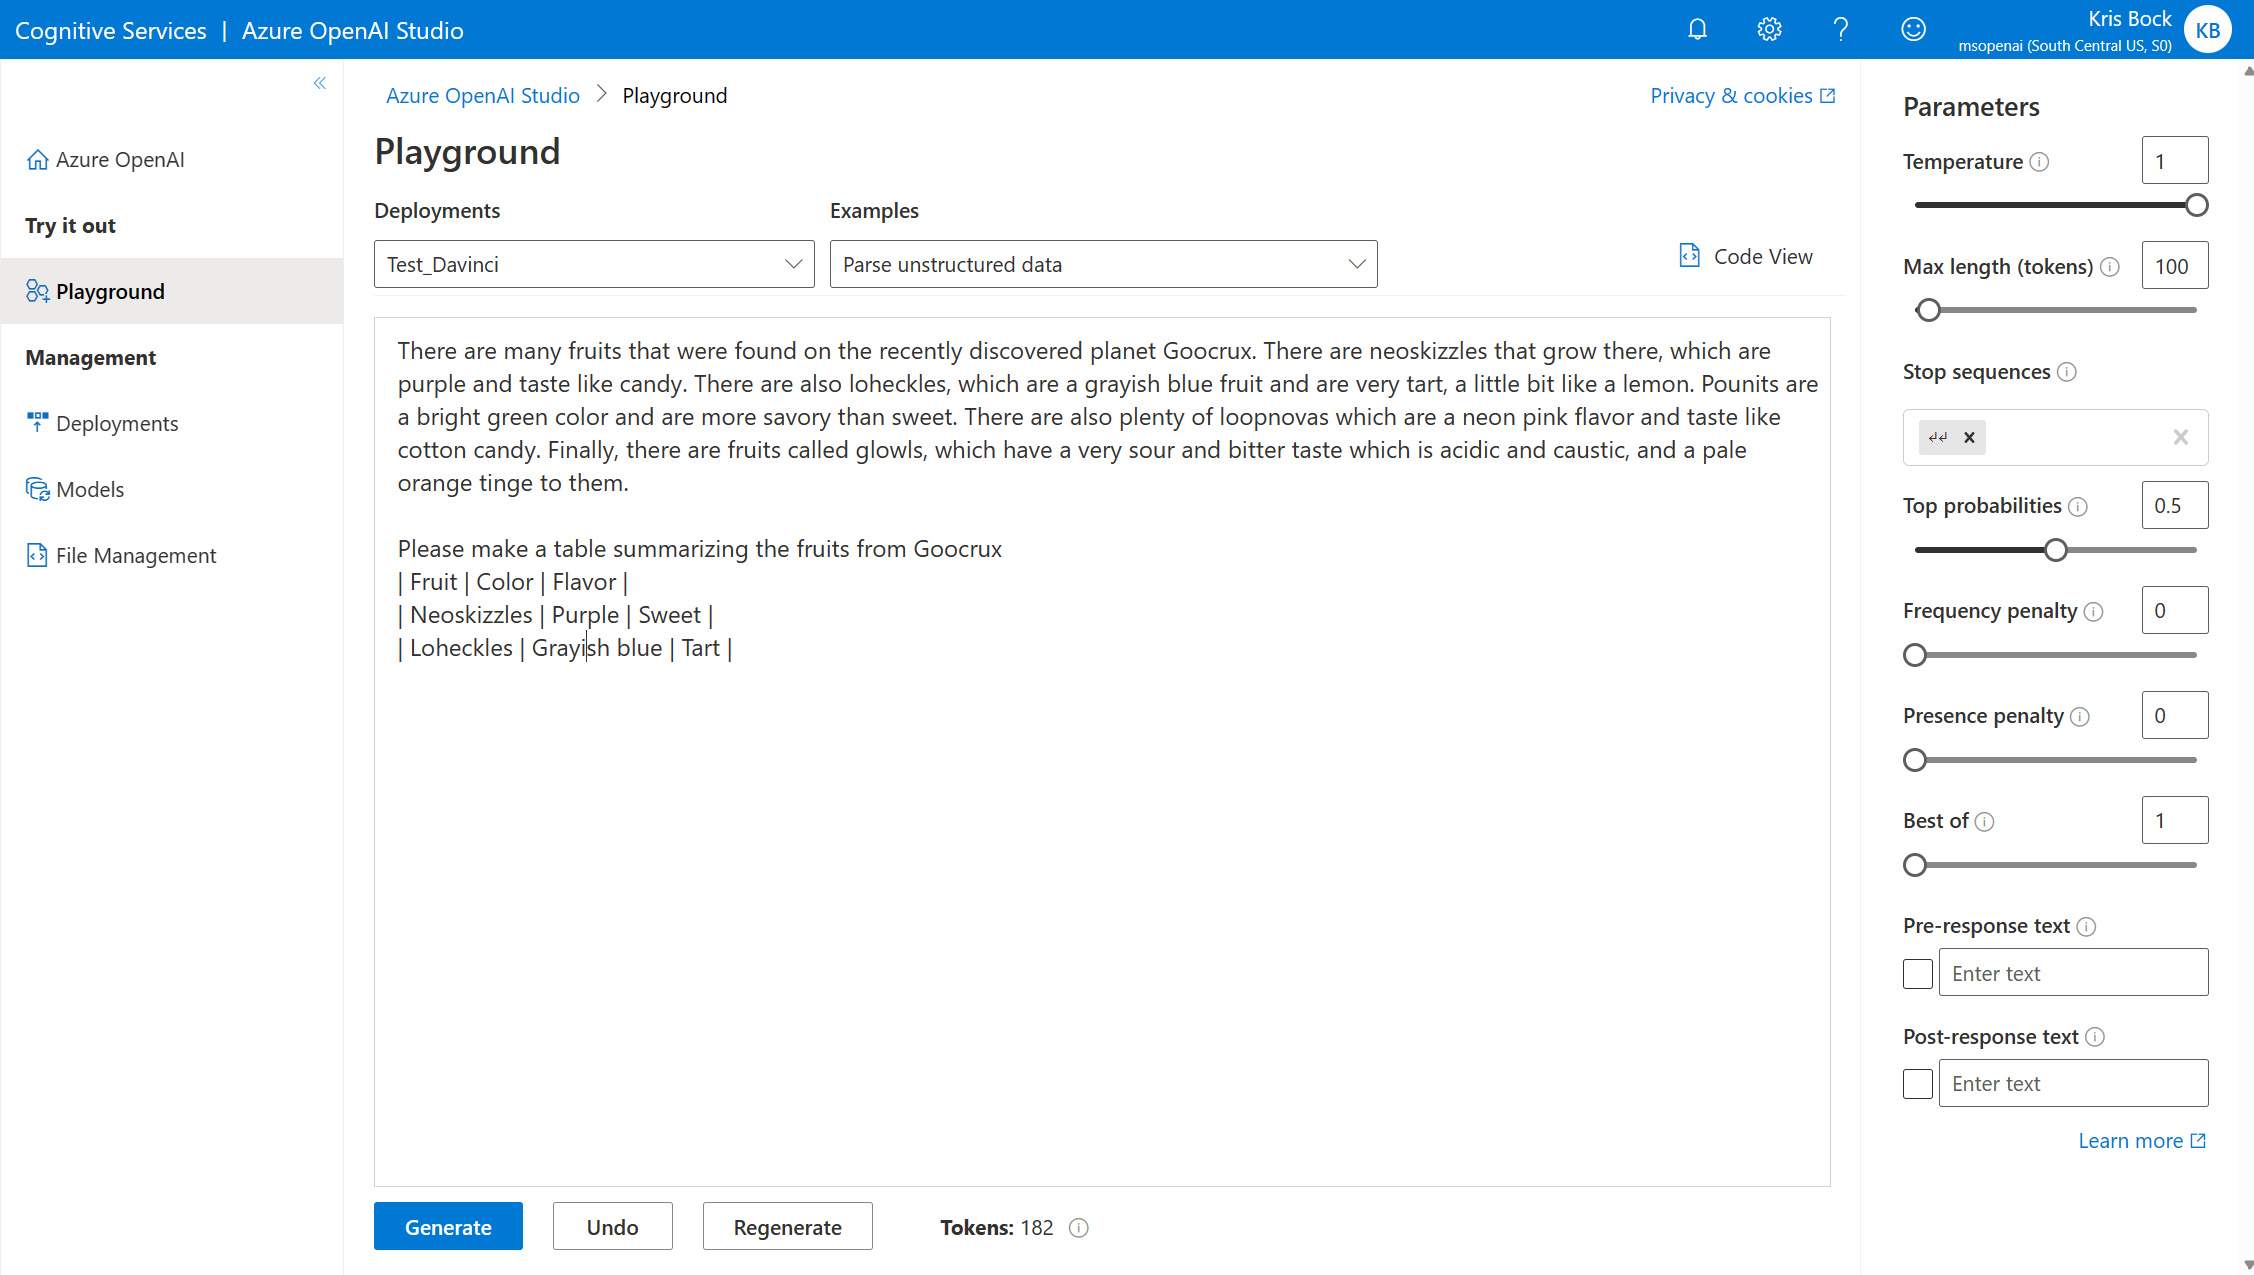 Cognitive Services | Azure OpenAI Studio
Kris Bock
msopenai (South Central US, S0)
KB
Azure OpenAI
Try it out
Playground
Management
Deployments
Models
File Management
Azure OpenAI Studio > Playground
Privacy & cookies
Playground
Deployments
Examples
Test_Davinci
Parse unstructured data
Code View
There are many fruits that were found on the recently discovered planet Goocrux. There are neoskizzles that grow there, which are
purple and taste like candy. There are also loheckles, which are a grayish blue fruit and are very tart, a little bit like a lemon. Pounits are
a bright green color and are more savory than sweet. There are also plenty of loopnovas which are a neon pink flavor and taste like
cotton candy. Finally, there are fruits called glowls, which have a very sour and bitter taste which is acidic and caustic, and a pale
orange tinge to them.
Please make a table summarizing the fruits from Goocrux
| Fruit | Color | Flavor |
| Neoskizzles | Purple | Sweet |
| Loheckles | Grayish blue | Tart |
Generate
Undo
Regenerate
Tokens: 182
Parameters
Temperature
1
Max length (tokens)
100
Stop sequences
↲↲
Top probabilities
0.5
Frequency penalty
0
Presence penalty
0
Best of
1
Pre-response text
Enter text
Post-response text
Enter text
Learn more